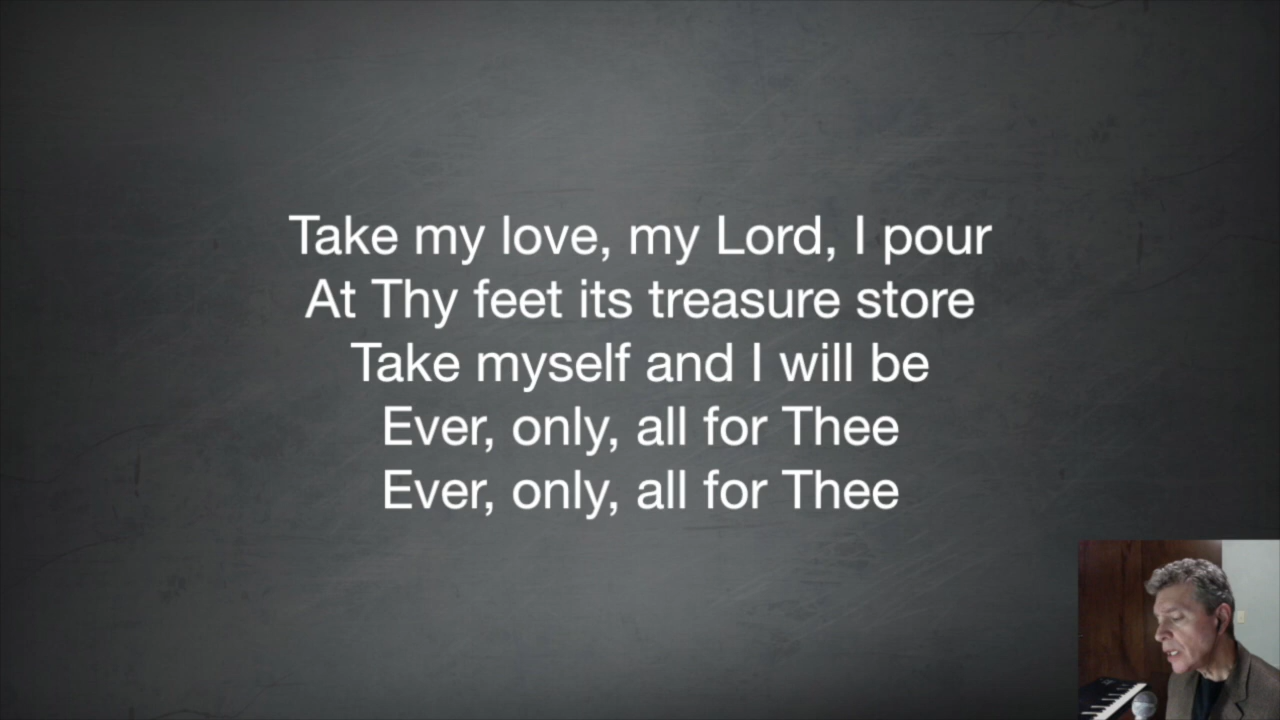 Take my love, my Lord, I pour
At Thy feet its treasure store
Take myself and I will be
Ever, only, all for Thee
Ever, only, all for Thee